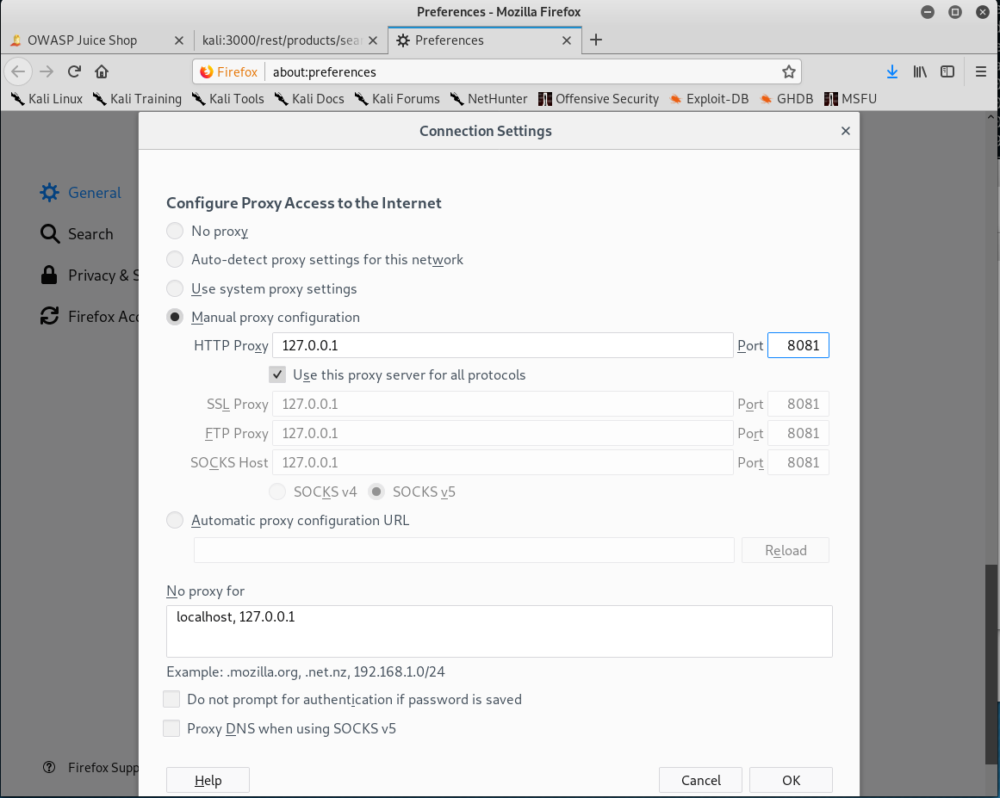 Preferences - Mozilla Firefox
OWASP Juice Shop
kali:3000/rest/products/sea
Preferences
Firefox
about:preferences
Kali Linux
Kali Training
Kali Tools
Kali Docs
Kali Forums
NetHunter
Offensive Security
Exploit-DB
GHDB
MSFU
Connection Settings
General
Search
Privacy & S
Firefox Acc
Firefox Supp
Configure Proxy Access to the Internet
No proxy
Auto-detect proxy settings for this network
Use system proxy settings
Manual proxy configuration
HTTP Proxy 127.0.0.1 Port 8081
Use this proxy server for all protocols
SSL Proxy 127.0.0.1 Port 8081
FTP Proxy 127.0.0.1 Port 8081
SOCKS Host 127.0.0.1 Port 8081
SOCKS v4 SOCKS v5
Automatic proxy configuration URL
Reload
No proxy for
localhost, 127.0.0.1
Example: .mozilla.org, .net.nz, 192.168.1.0/24
Do not prompt for authentication if password is saved
Proxy DNS when using SOCKS v5
Help Cancel OK